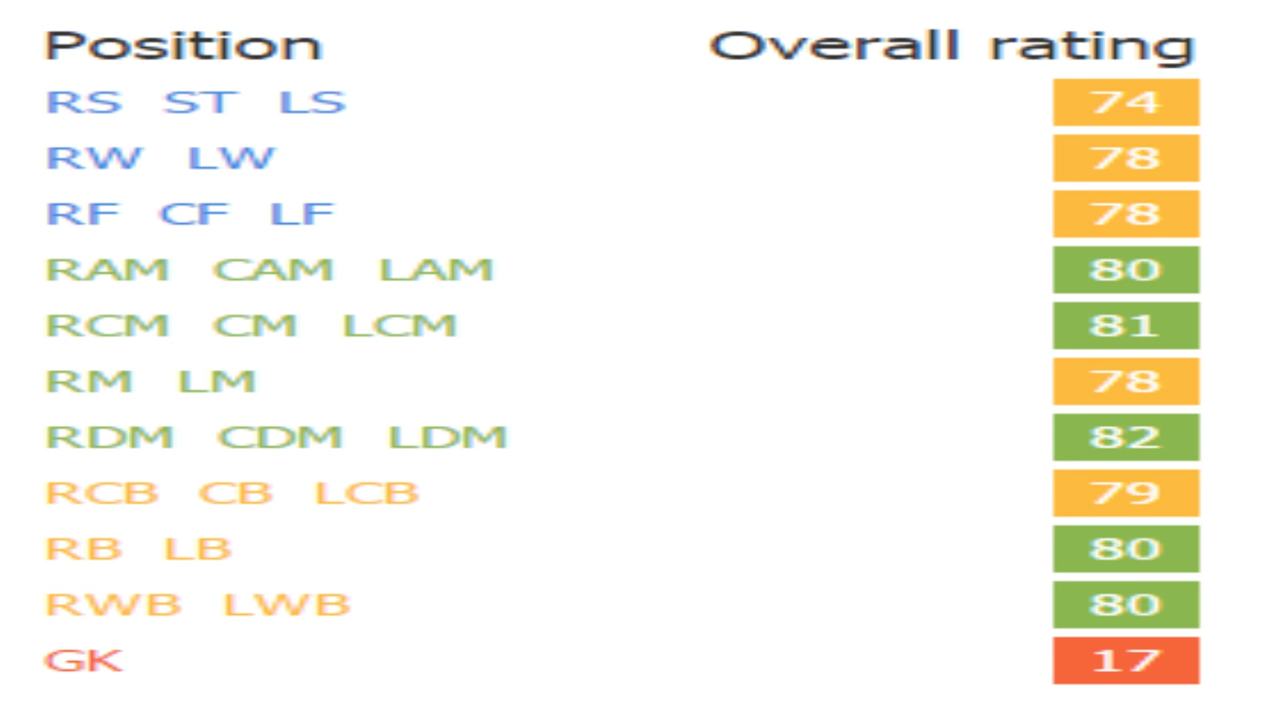 Position Overall rating
RS ST LS 74
RW LW 78
RF CF LF 78
RAM CAM LAM 80
RCM CM LCM 81
RM LM 78
RDM CDM LDM 82
RCB CB LCB 79
RB LB 80
RWB LWB 80
GK 17